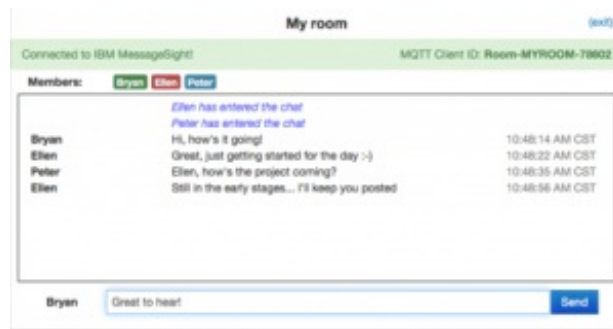 My room
(exit)
Connected to IBM MessageSight! MQTT Client ID: Room-MYROOM-78602
Members: Bryan Ellen Peter
Ellen has entered the chat
Peter has entered the chat
Bryan Hi, how's it going! 10:48:14 AM CST
Ellen Great, just getting started for the day :-) 10:48:22 AM CST
Peter Ellen, how's the project coming? 10:48:35 AM CST
Ellen Still in the early stages... I'll keep you posted 10:48:56 AM CST
Bryan Great to hear! Send